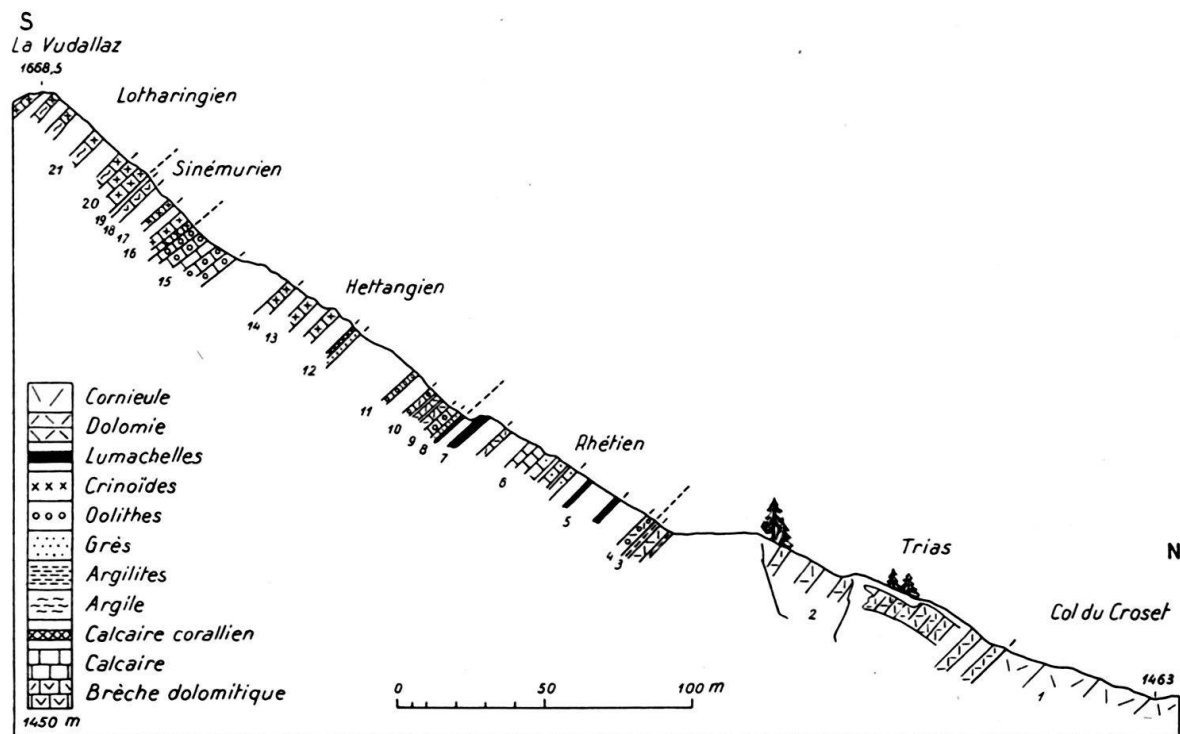 S
La Vudallaz
1668,5
Lotharingien
21
Sinémurien
20
19
18
17
16
15
Hettangien
14
13
12
11
10
9
8
7
Rhétien
6
5
4
3
Trias
N
2
Col du Croset
1463
1
Cornieule
Dolomie
Lumachelles
Crinoïdes
Oolithes
Grès
Argilites
Argile
Calcaire corallien
Calcaire
Brèche dolomitique
1450 m
0 50 100 m